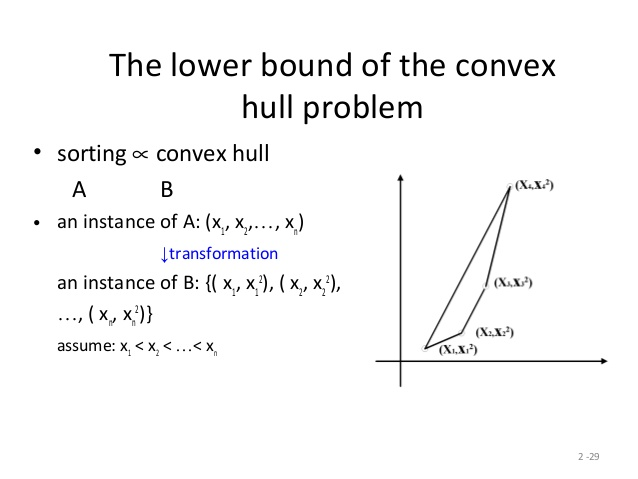 The lower bound of the convex
hull problem
• sorting ∝ convex hull
A B
• an instance of A: (x₁, x₂,…, xₙ)
↓transformation
an instance of B: {( x₁, x₁²), ( x₂, x₂²),
…, ( xₙ, xₙ²)}
assume: x₁ < x₂ < …< xₙ
(X₄,X₄²)
(X₃,X₃²)
(X₂,X₂²)
(X₁,X₁²)
2 -29